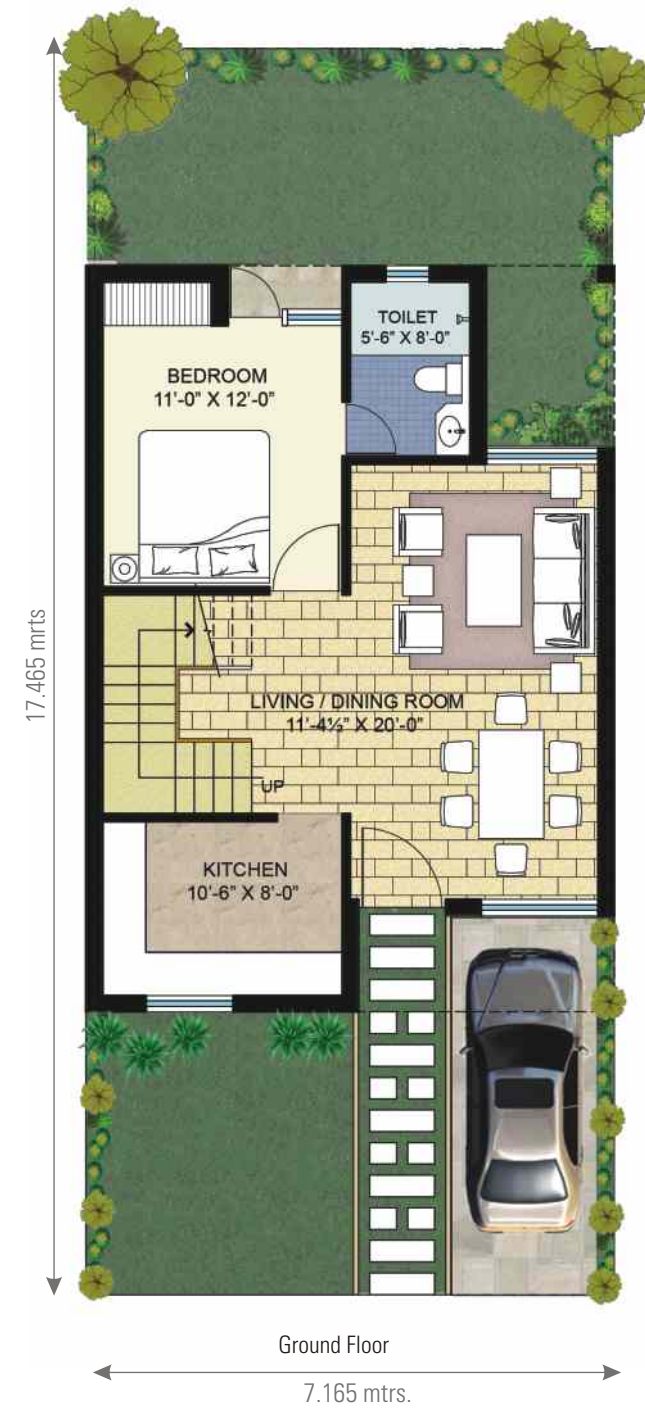 TOILET
5'-6" X 8'-0"
BEDROOM
11'-0" X 12'-0"
17.465 mrts
LIVING / DINING ROOM
11'-4½" X 20'-0"
UP
KITCHEN
10'-6" X 8'-0"
Ground Floor
7.165 mtrs.